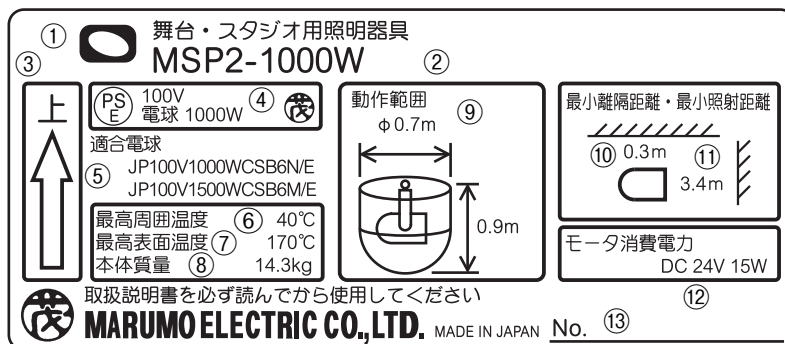 ① 舞台・スタジオ用照明器具
MSP2-1000W
②
③ 上
PS
E
100V
電球 1000W ④ 茂
適合電球
⑤ JP100V1000WCSB6N/E
JP100V1500WCSB6M/E
最高周囲温度 ⑥ 40℃
最高表面温度 ⑦ 170℃
本体質量 ⑧ 14.3kg
動作範囲 ⑨
φ0.7m
0.9m
最小離隔距離・最小照射距離
⑩ 0.3m ⑪
3.4m
モータ消費電力
DC 24V 15W
⑫
茂 取扱説明書を必ず読んでから使用してください
MARUMO ELECTRIC CO.,LTD. MADE IN JAPAN No. ⑬